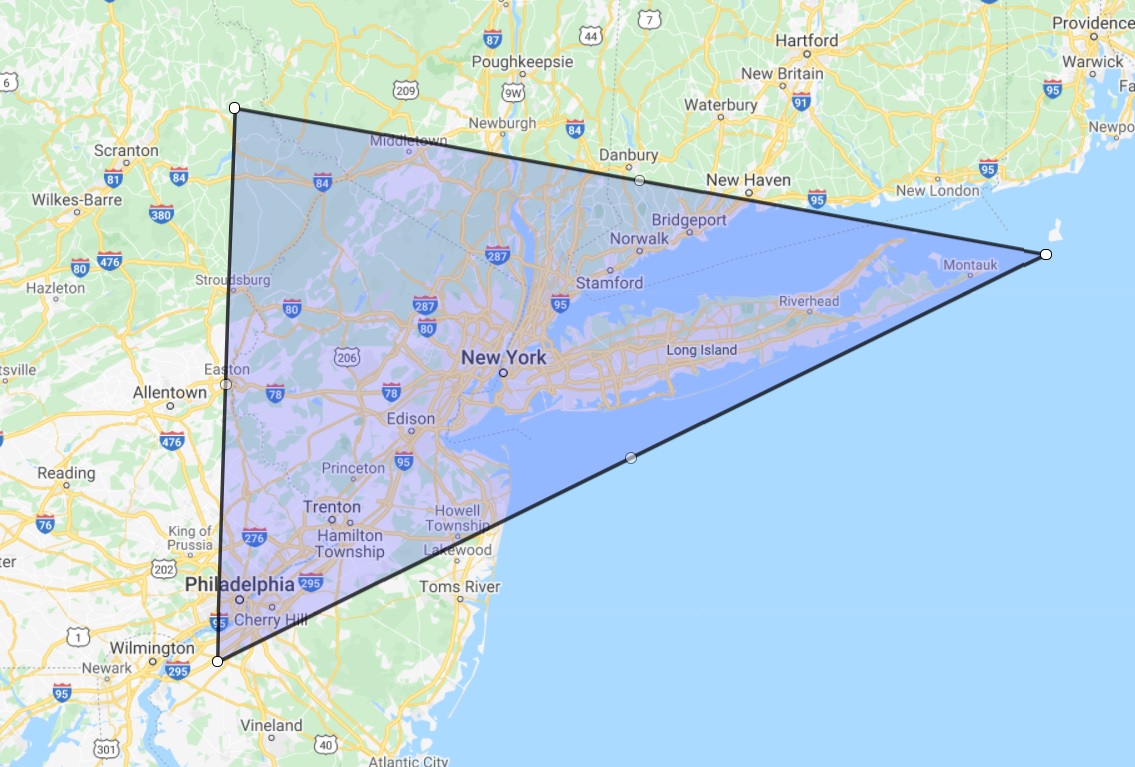 7
44
Providence
Hartford
87
Poughkeepsie
Warwick
6
New Britain
95
209
9W
91
Waterbury
Newburgh
84
Newpo
Middletown
Scranton
Danbury
81
84
84
95
New Haven
New London
95
Wilkes-Barre
380
Bridgeport
Norwalk
287
476
80
Montauk
Stroudsburg
Stamford
Hazleton
80
287
95
Riverhead
80
Long Island
New York
206
tsville
Easton
Allentown
78
78
Edison
476
95
Princeton
Reading
Trenton
Howell
Township
76
King of
Prussia
276
Hamilton
Township
Lakewood
ter
202
Philadelphia
295
Toms River
95
Cherry Hill
1
Wilmington
Newark
295
95
Vineland
301
40
Atlantic City